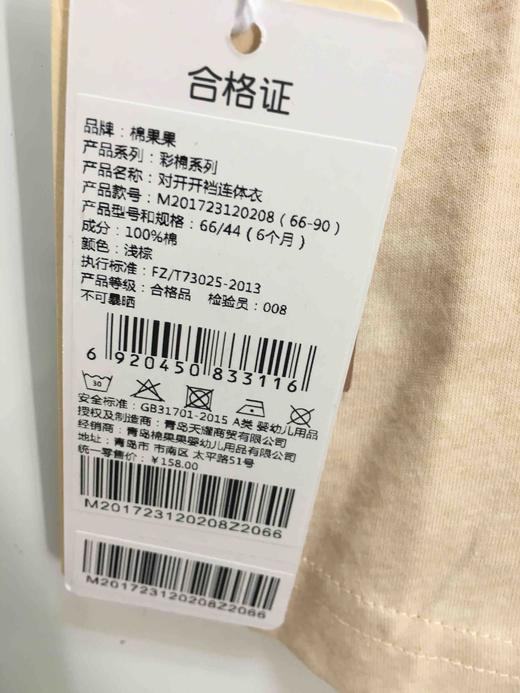 合格证
品牌：棉果果
产品系列：彩棉系列
产品名称：对开开裆连体衣
产品款号：M201723120208（66-90）
产品型号和规格：66/44（6个月）
成分：100%棉
颜色：浅棕
执行标准：FZ/T73025-2013
产品等级：合格品 检验员：008
不可暴晒
6 920450 833116
30
安全标准：GB31701-2015 A类 婴幼儿用品
授权及制造商：青岛天耀商贸有限公司
经销商：青岛棉果果婴幼儿用品有限公司
地址：青岛市 市南区 太平路51号
统一零售价：¥158.00
M201723120208Z2066
M201723120208Z2066